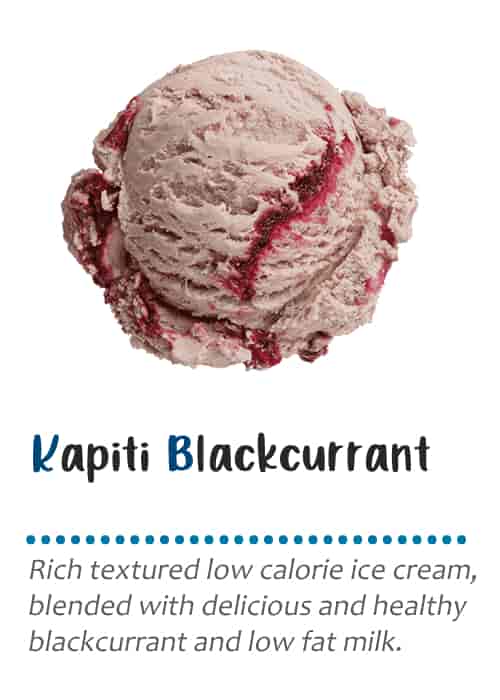 Kapiti Blackcurrant
Rich textured low calorie ice cream,
blended with delicious and healthy
blackcurrant and low fat milk.